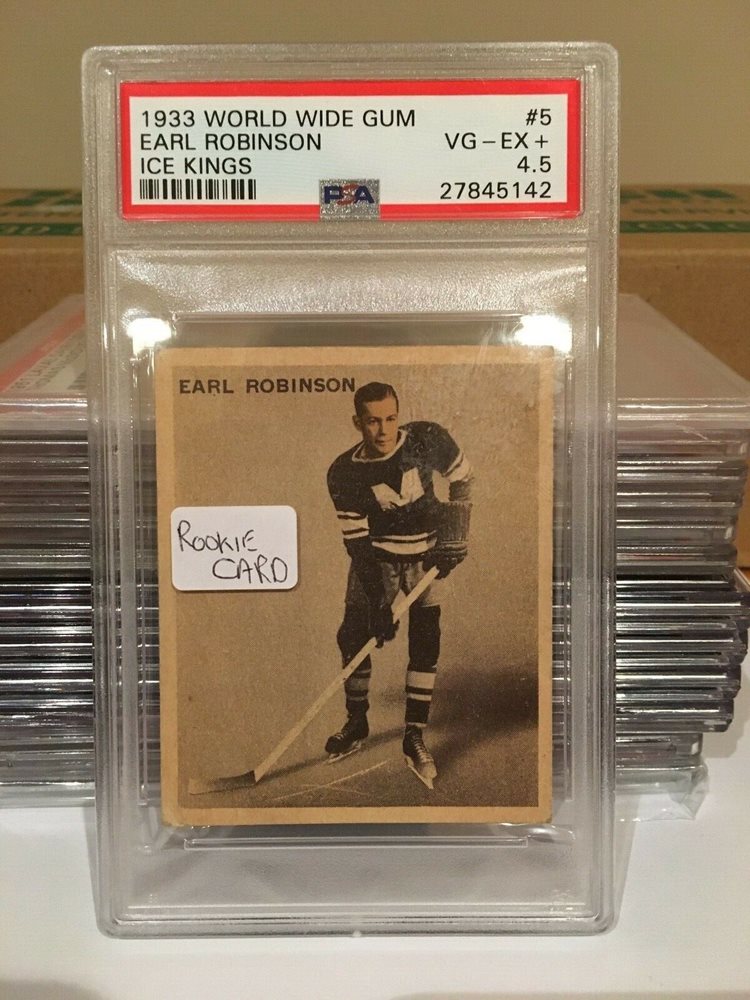 1933 WORLD WIDE GUM #5
EARL ROBINSON VG-EX+
ICE KINGS 4.5
PSA 27845142
EARL ROBINSON
M
ROOKIE
CARD